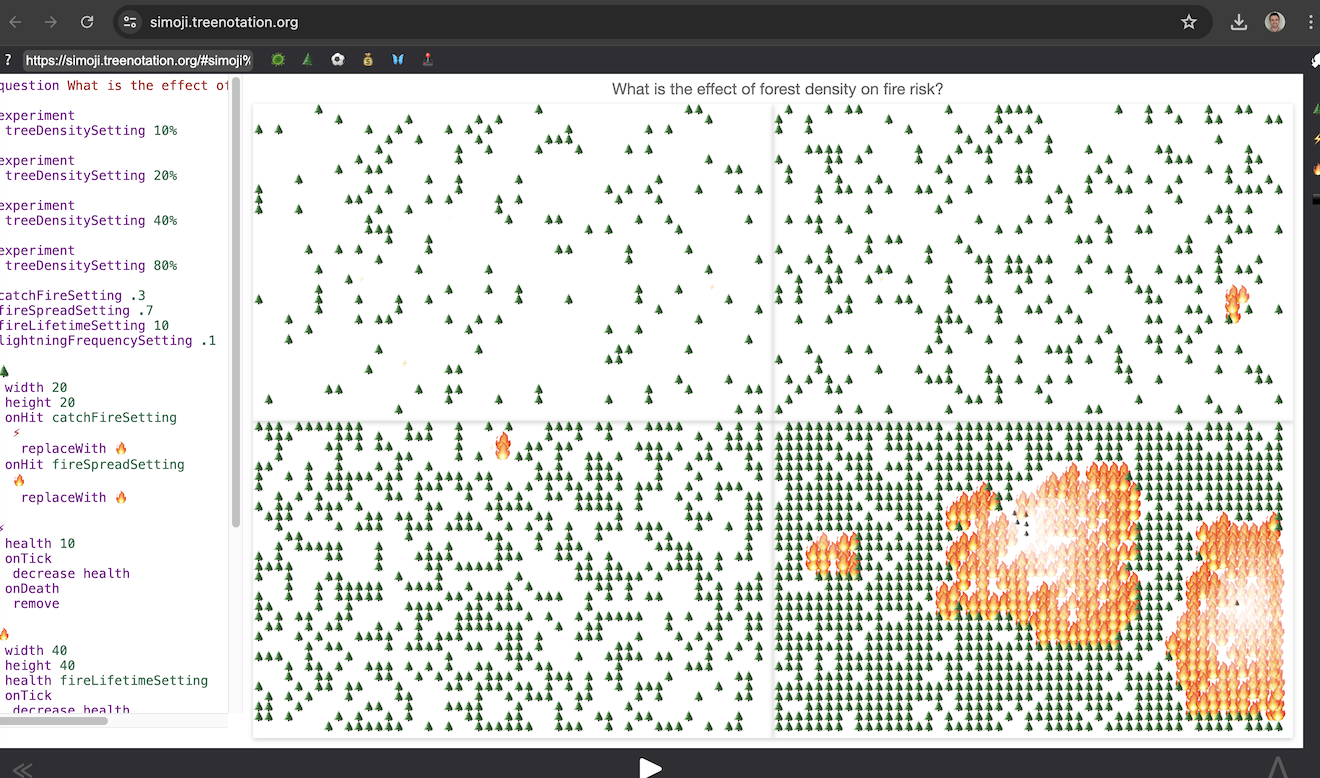 simoji.treenotation.org
? https://simoji.treenotation.org/#simoji%
question What is the effect of
experiment
treeDensitySetting 10%
experiment
treeDensitySetting 20%
experiment
treeDensitySetting 40%
experiment
treeDensitySetting 80%
catchFireSetting .3
fireSpreadSetting .7
fireLifetimeSetting 10
lightningFrequencySetting .1
🌲
width 20
height 20
onHit catchFireSetting
⚡
replaceWith 🔥
onHit fireSpreadSetting
🔥
replaceWith 🔥
⚡
health 10
onTick
decrease health
onDeath
remove
🔥
width 40
height 40
health fireLifetimeSetting
onTick
decrease health
What is the effect of forest density on fire risk?